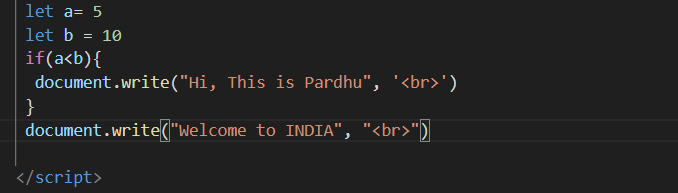 let a= 5
let b = 10
if(a<b){
document.write("Hi, This is Pardhu", '<br>')
}
document.write("Welcome to INDIA", "<br>")
</script>